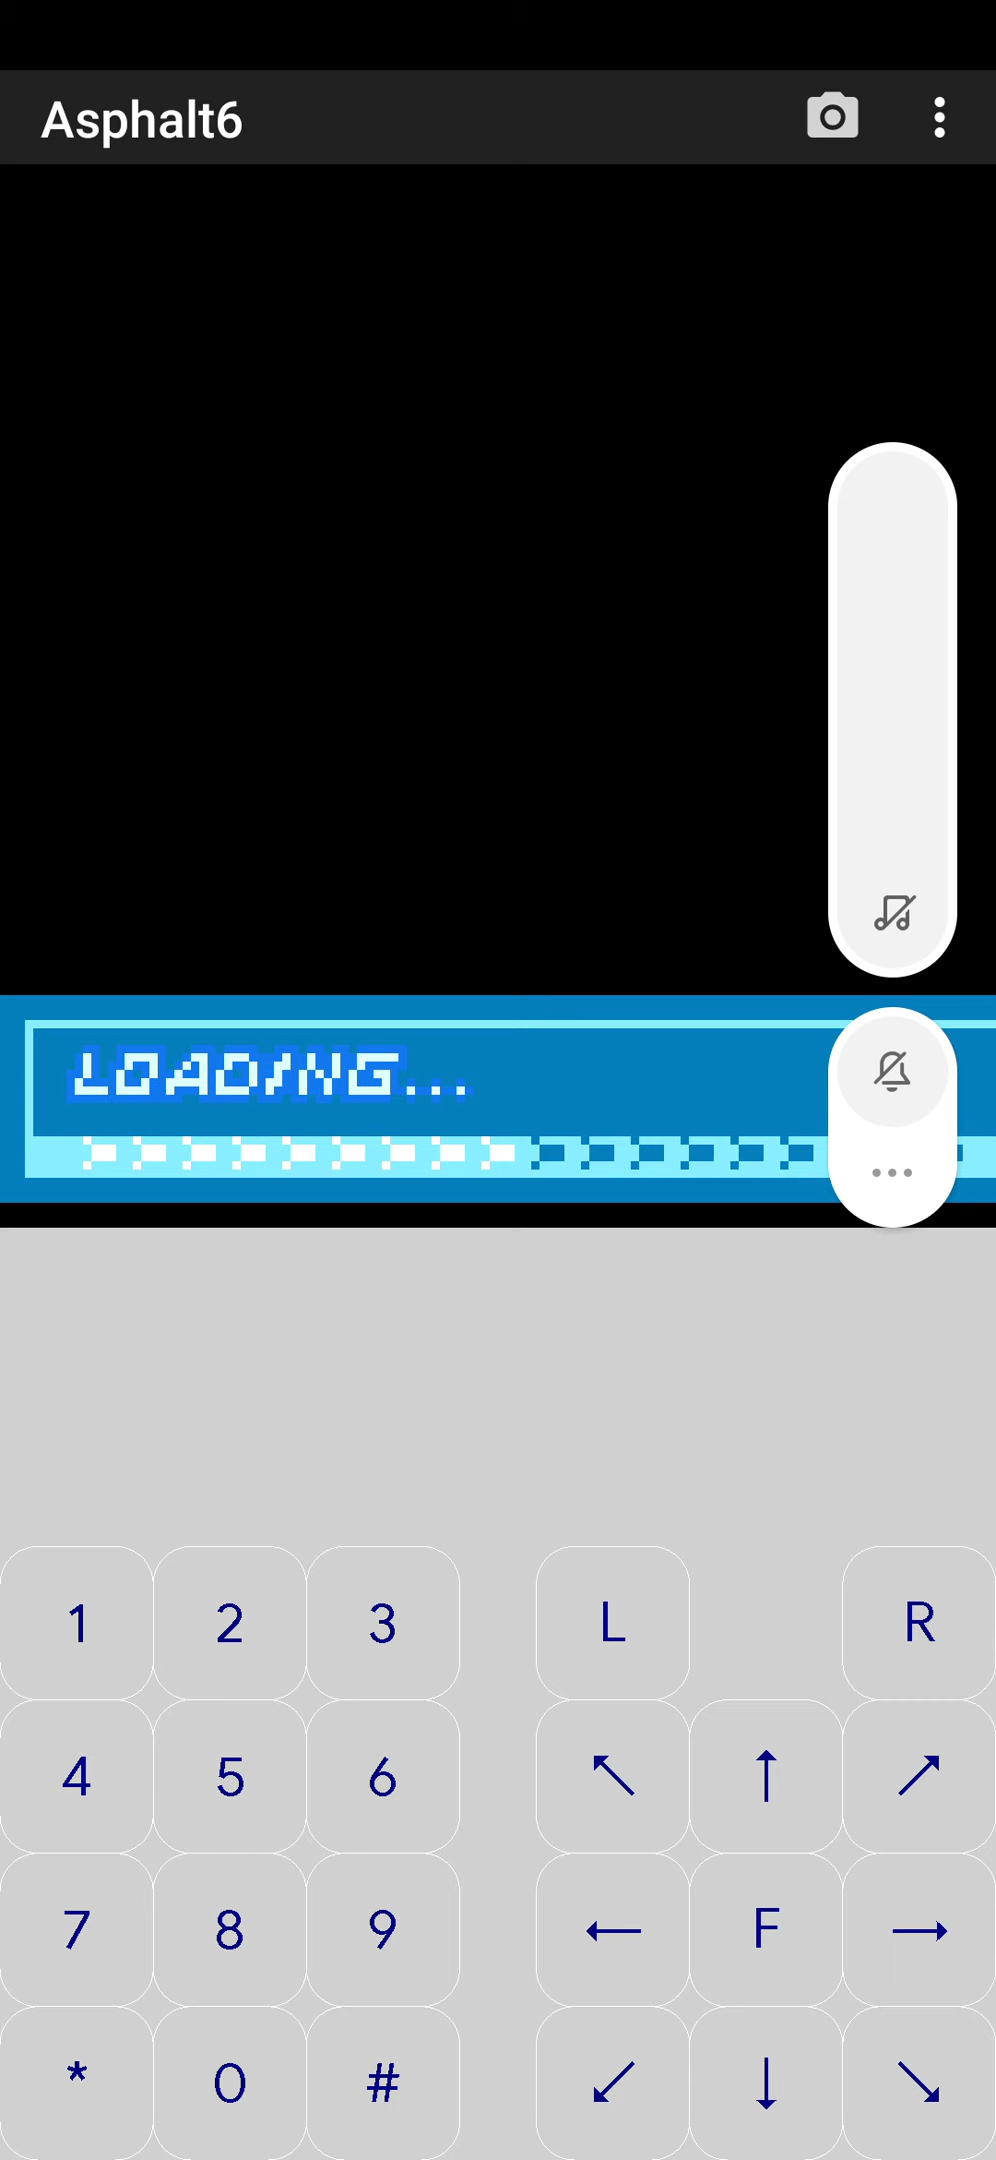 Asphalt6
LOADING...
1 2 3 L R
4 5 6 ↖ ↑ ↗
7 8 9 ← F →
* 0 # ↙ ↓ ↘